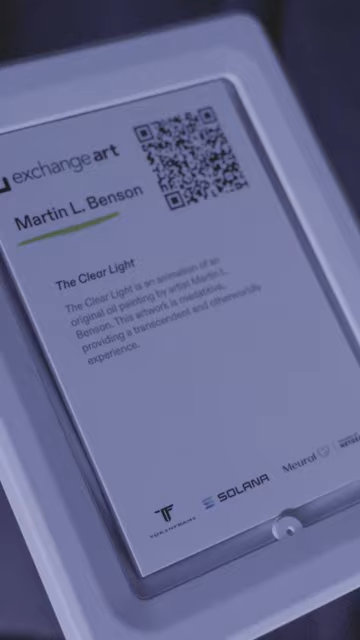 exchange art
Martin L. Benson
The Clear Light
The Clear Light is an animation of an
original oil painting by artist Martin L.
Benson. This artwork is meditative,
providing a transcendent and otherworldly
experience.
SOLANA
Meural